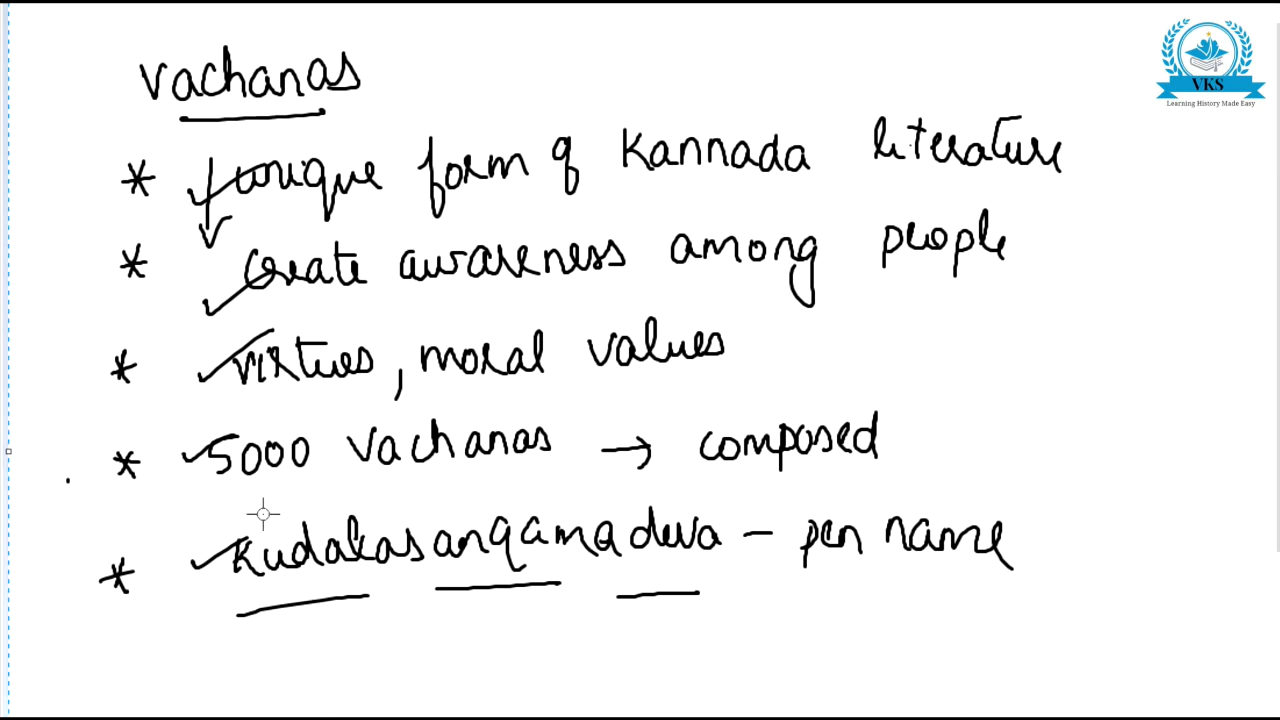 Vachanas
VKS
Learning History Made Easy
* unique form of Kannada literature
* create awareness among people
* virtues, moral values
* 5000 Vachanas → composed
* Kudakasangamadeva – pen name